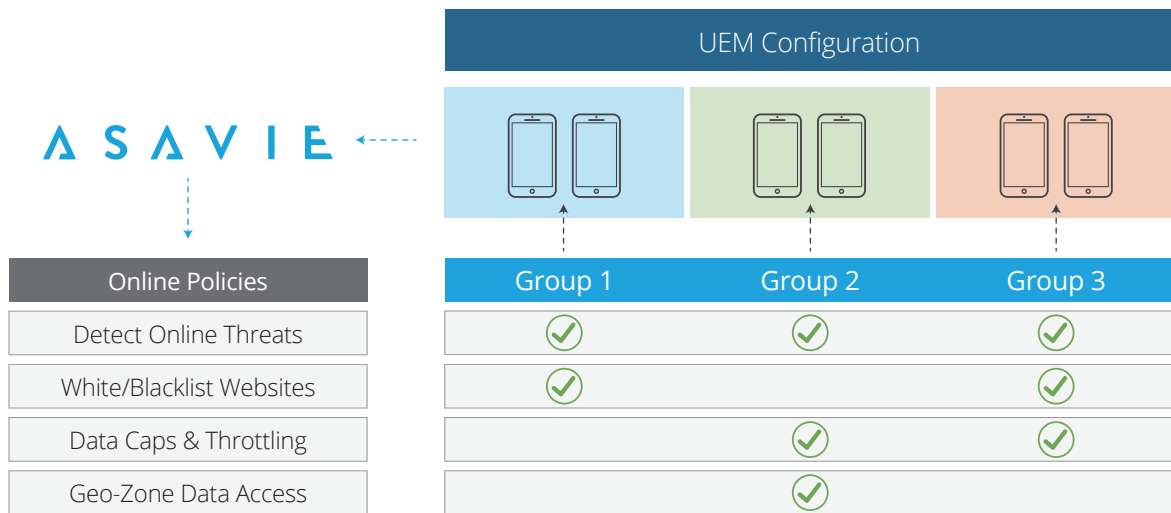 UEM Configuration
ASAVIE
Online Policies
Group 1 Group 2 Group 3
Detect Online Threats
White/Blacklist Websites
Data Caps & Throttling
Geo-Zone Data Access